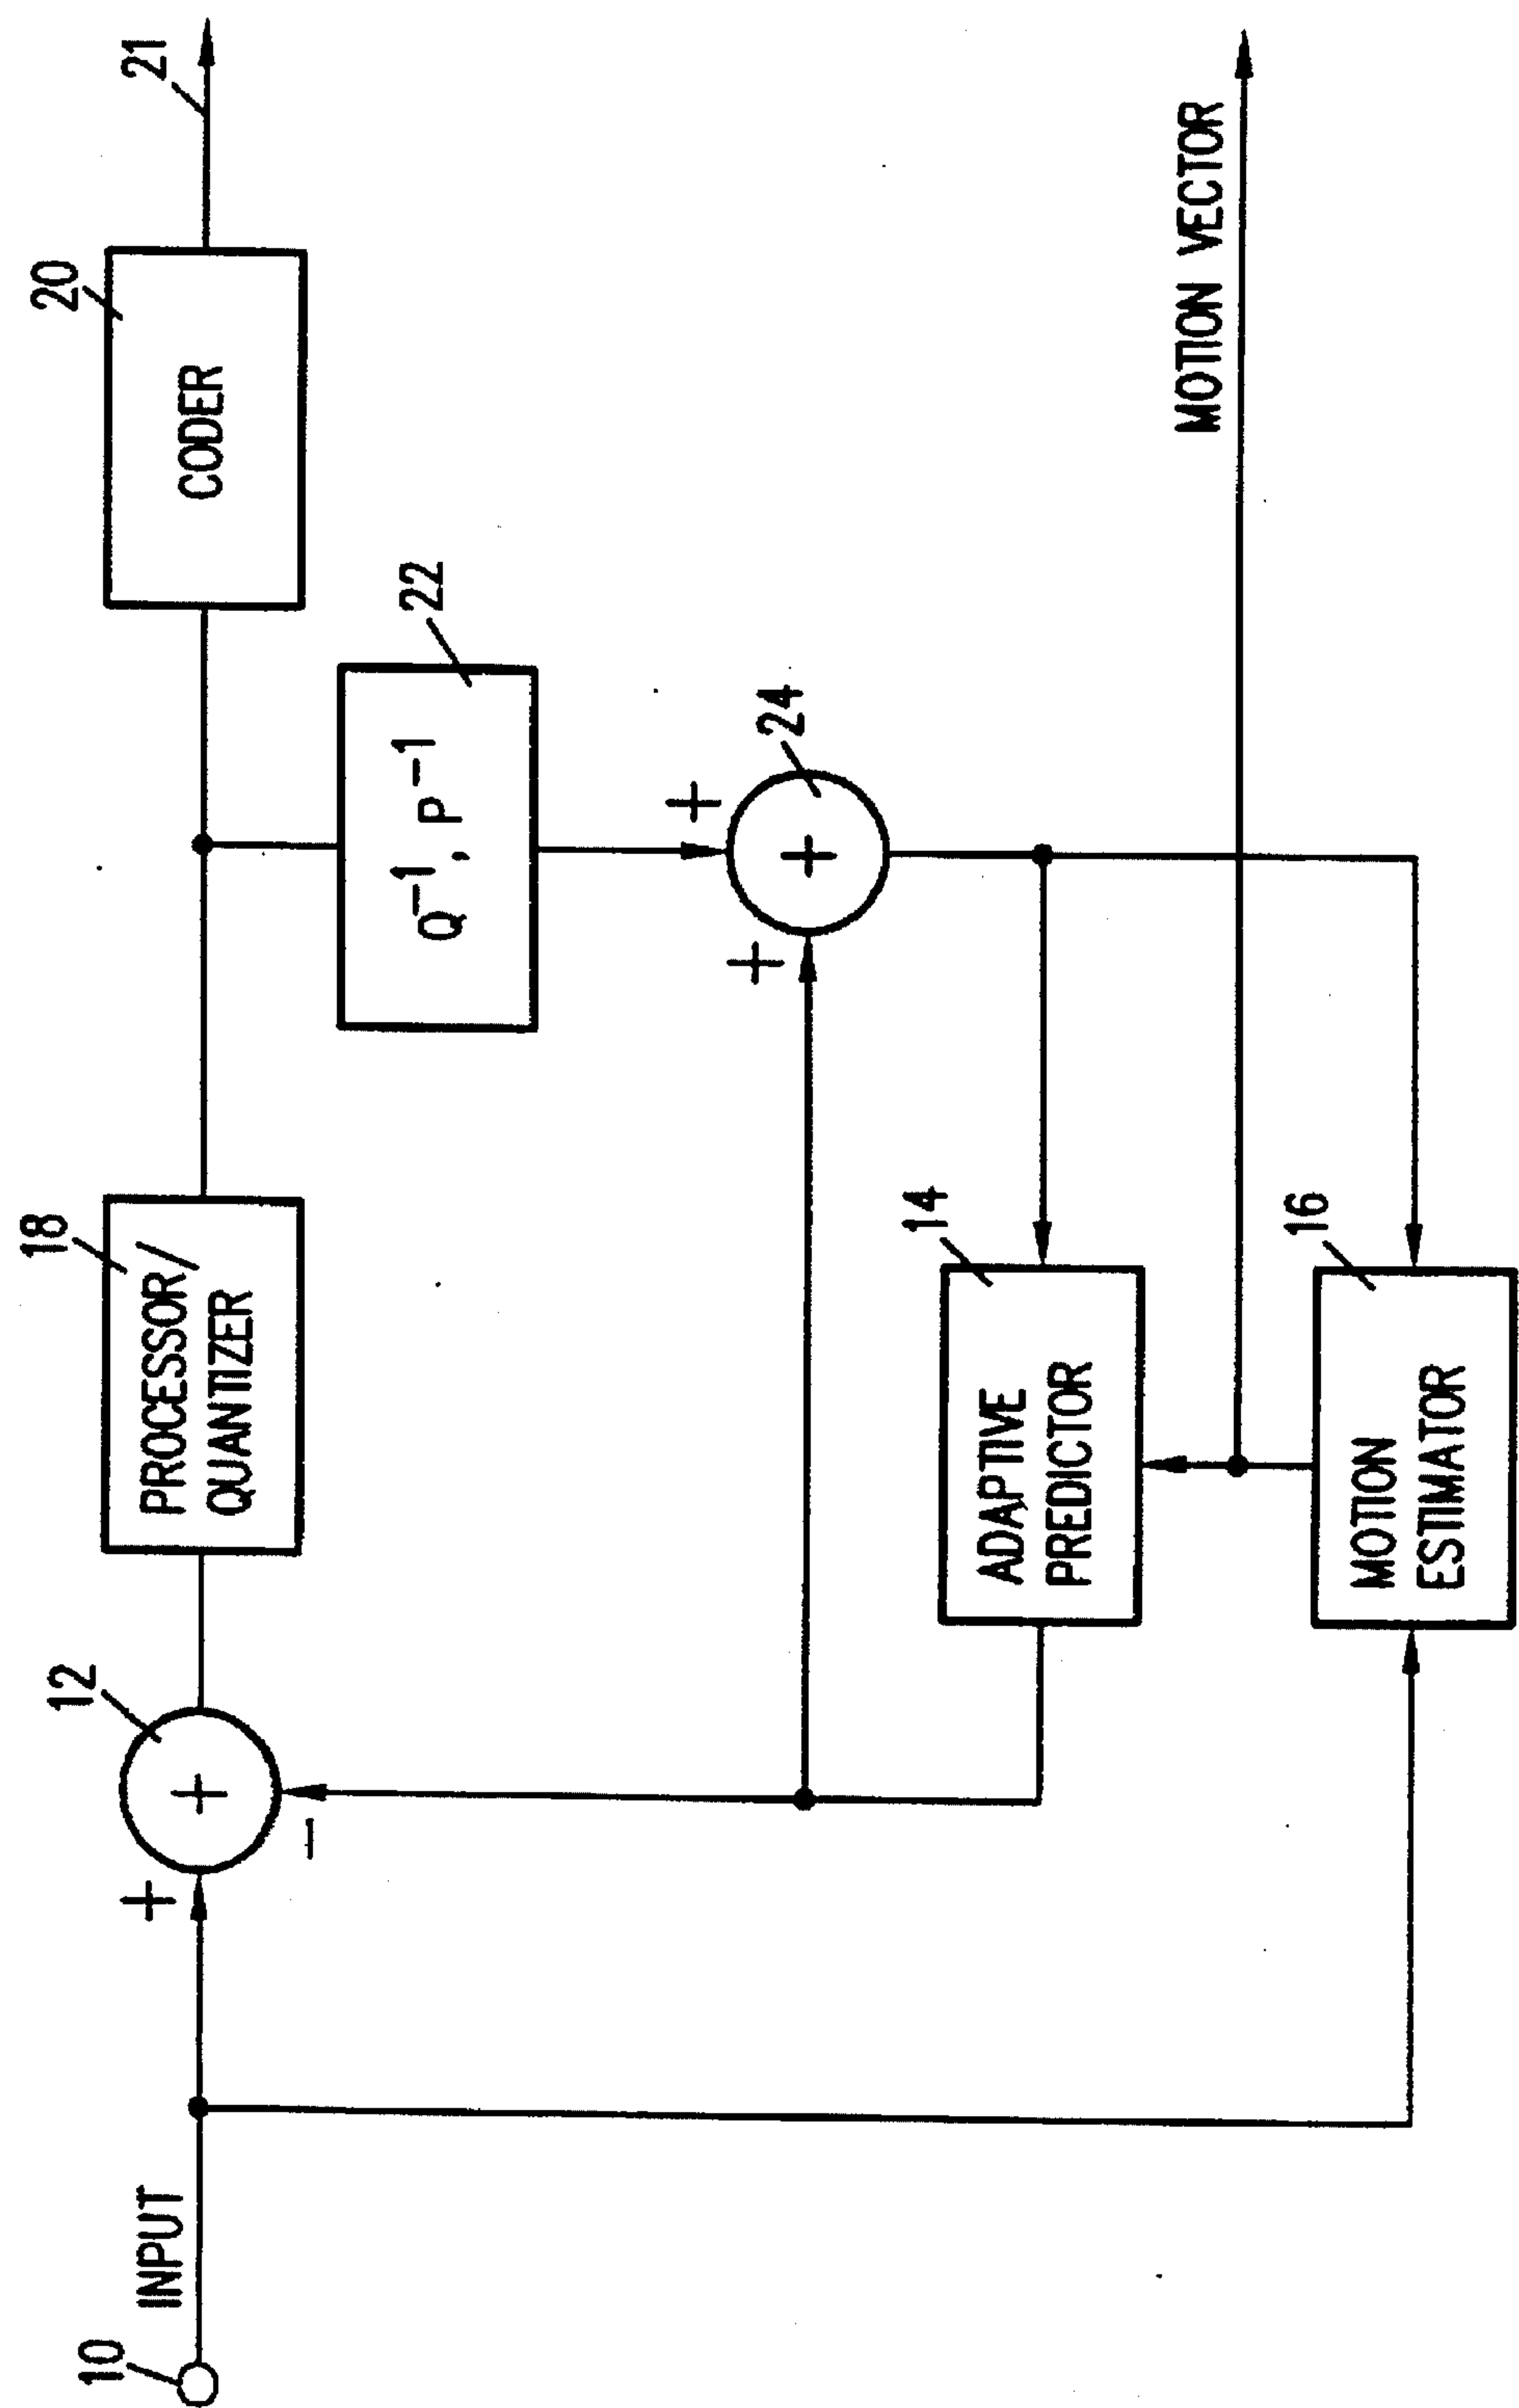 12
18
20
21
10
INPUT
+
+
−
PROCESSOR/
QUANTIZER
CODER
22
Q⁻¹, P⁻¹
+
+
+
24
14
ADAPTIVE
PREDICTOR
MOTION VECTOR
16
MOTION
ESTIMATOR